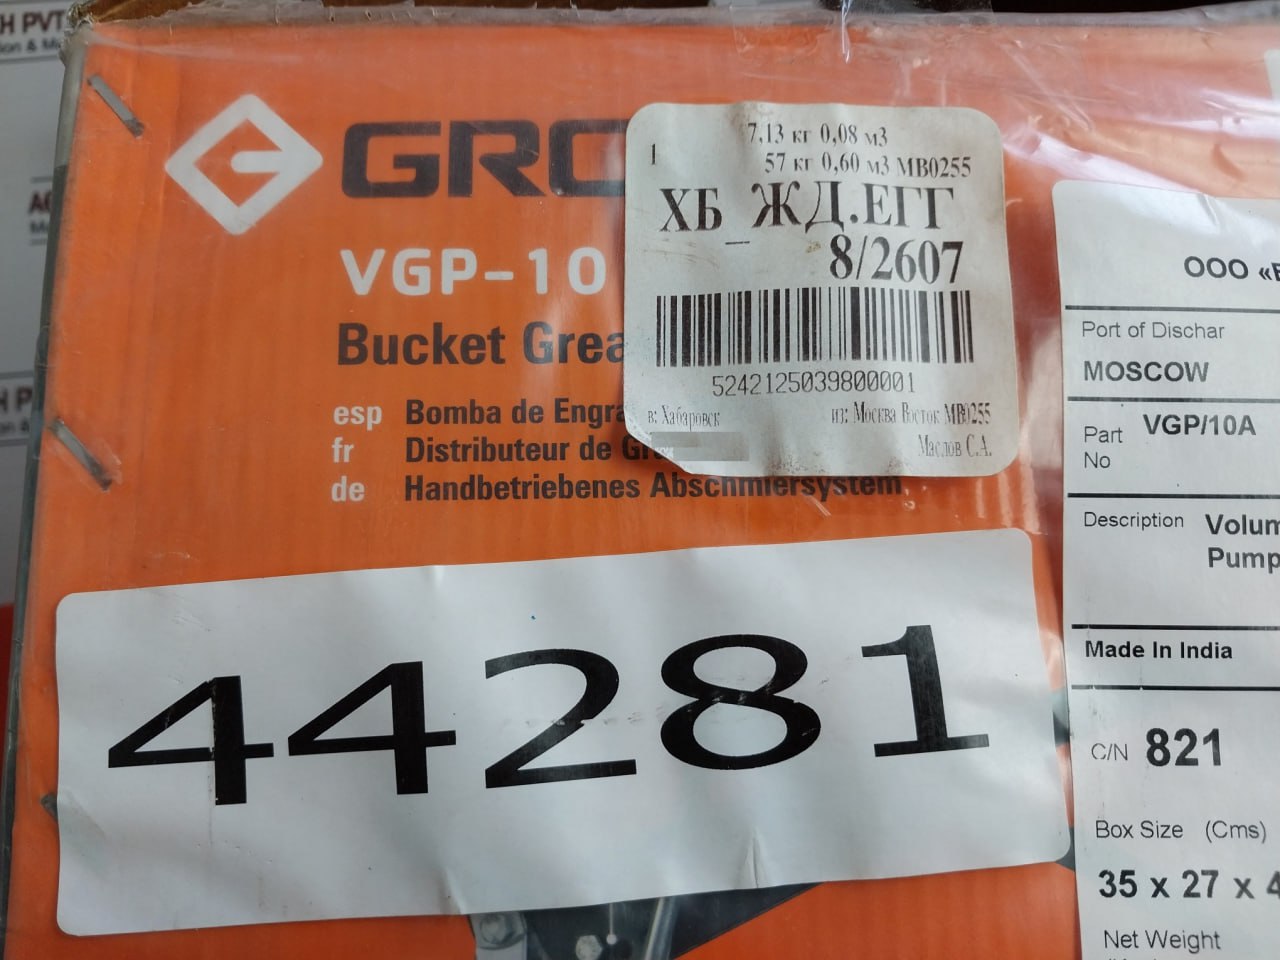 H PVT
ion & M
GRO
VGP-10
Bucket Grea
esp Bomba de Engra
fr Distributeur de Gr
de Handbetriebenes Abschmiersystem
7,13 кг 0,08 м3
1 57 кг 0,60 м3 МВ0255
ХБ_ЖД.ЕГГ
8/2607
5242125039800001
в: Хабаровск из: Москва Восток МВ0255
Маслов С.А.
44281
ООО «
Port of Dischar
MOSCOW
Part No VGP/10A
Description Volum
Pump
Made In India
C/N 821
Box Size (Cms)
35 x 27 x 4
Net Weight